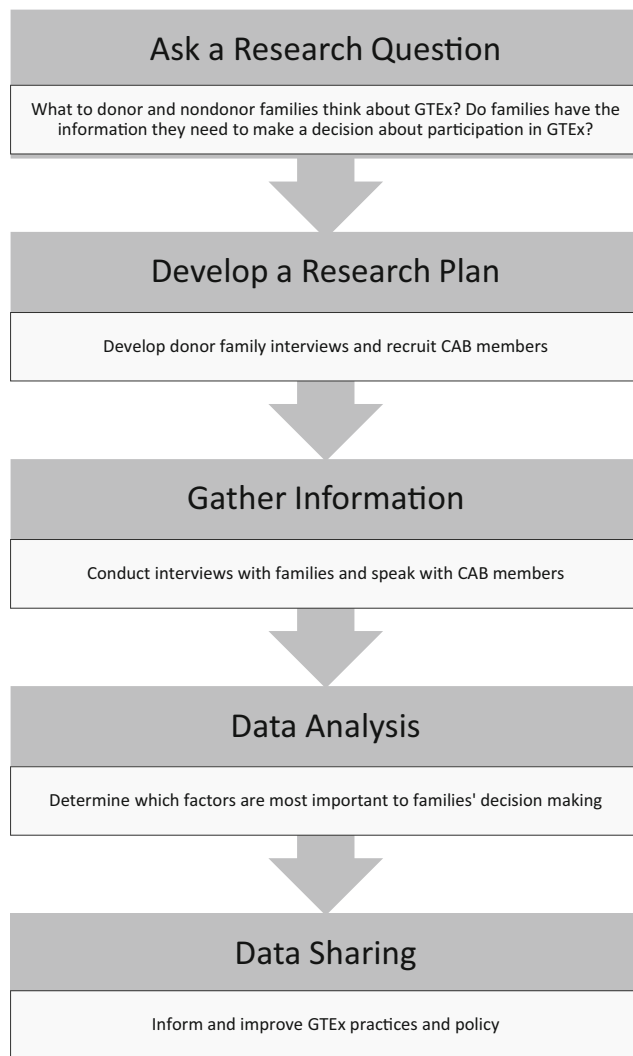 Ask a Research Question
What to donor and nondonor families think about GTEx? Do families have the
information they need to make a decision about participation in GTEx?
Develop a Research Plan
Develop donor family interviews and recruit CAB members
Gather Information
Conduct interviews with families and speak with CAB members
Data Analysis
Determine which factors are most important to families' decision making
Data Sharing
Inform and improve GTEx practices and policy